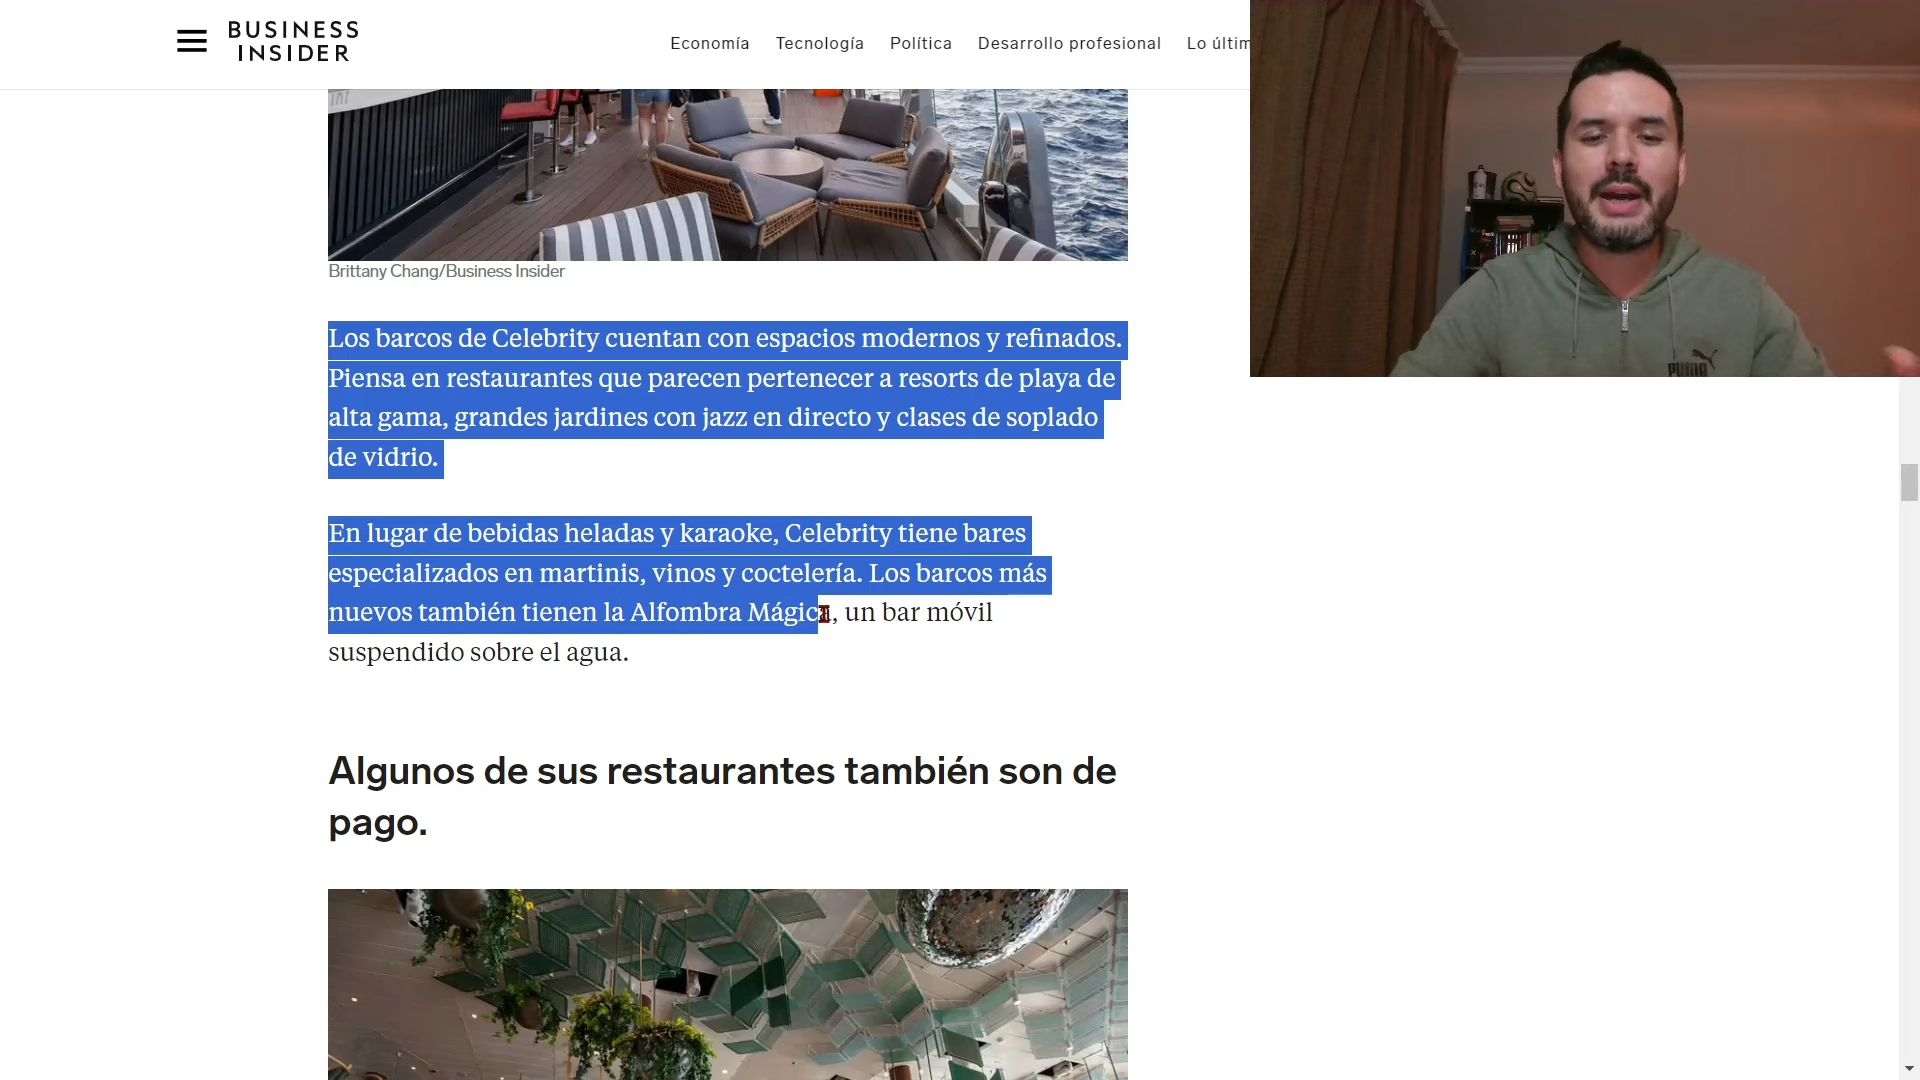 BUSINESS
INSIDER
Economía Tecnología Política Desarrollo profesional Lo últim
Brittany Chang/Business Insider
Los barcos de Celebrity cuentan con espacios modernos y refinados.
Piensa en restaurantes que parecen pertenecer a resorts de playa de
alta gama, grandes jardines con jazz en directo y clases de soplado
de vidrio.
En lugar de bebidas heladas y karaoke, Celebrity tiene bares
especializados en martinis, vinos y coctelería. Los barcos más
nuevos también tienen la Alfombra Mágica, un bar móvil
suspendido sobre el agua.
Algunos de sus restaurantes también son de
pago.
PUMA